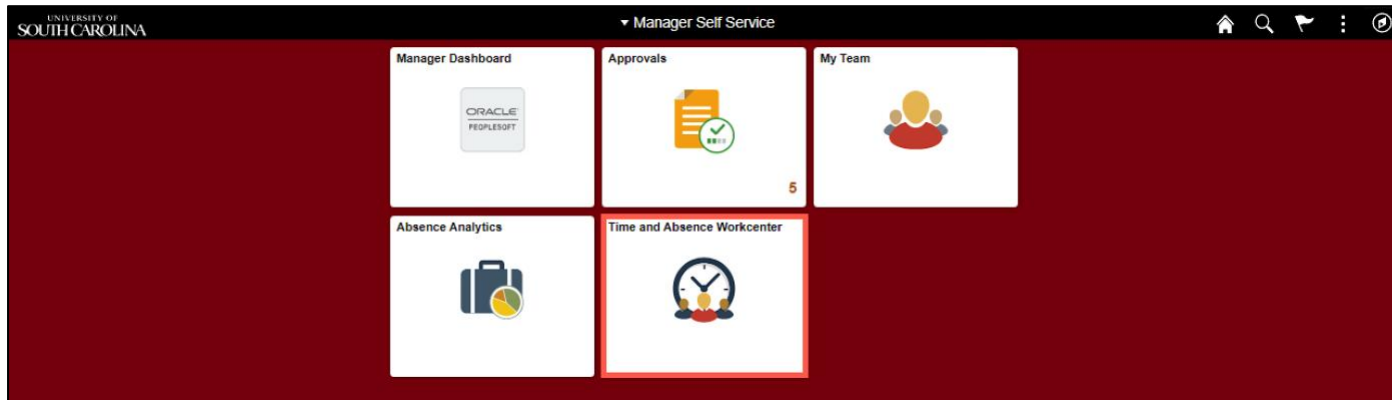 UNIVERSITY OF
SOUTH CAROLINA
Manager Self Service
Manager Dashboard
Approvals
My Team
ORACLE
PEOPLESOFT
5
Absence Analytics
Time and Absence Workcenter